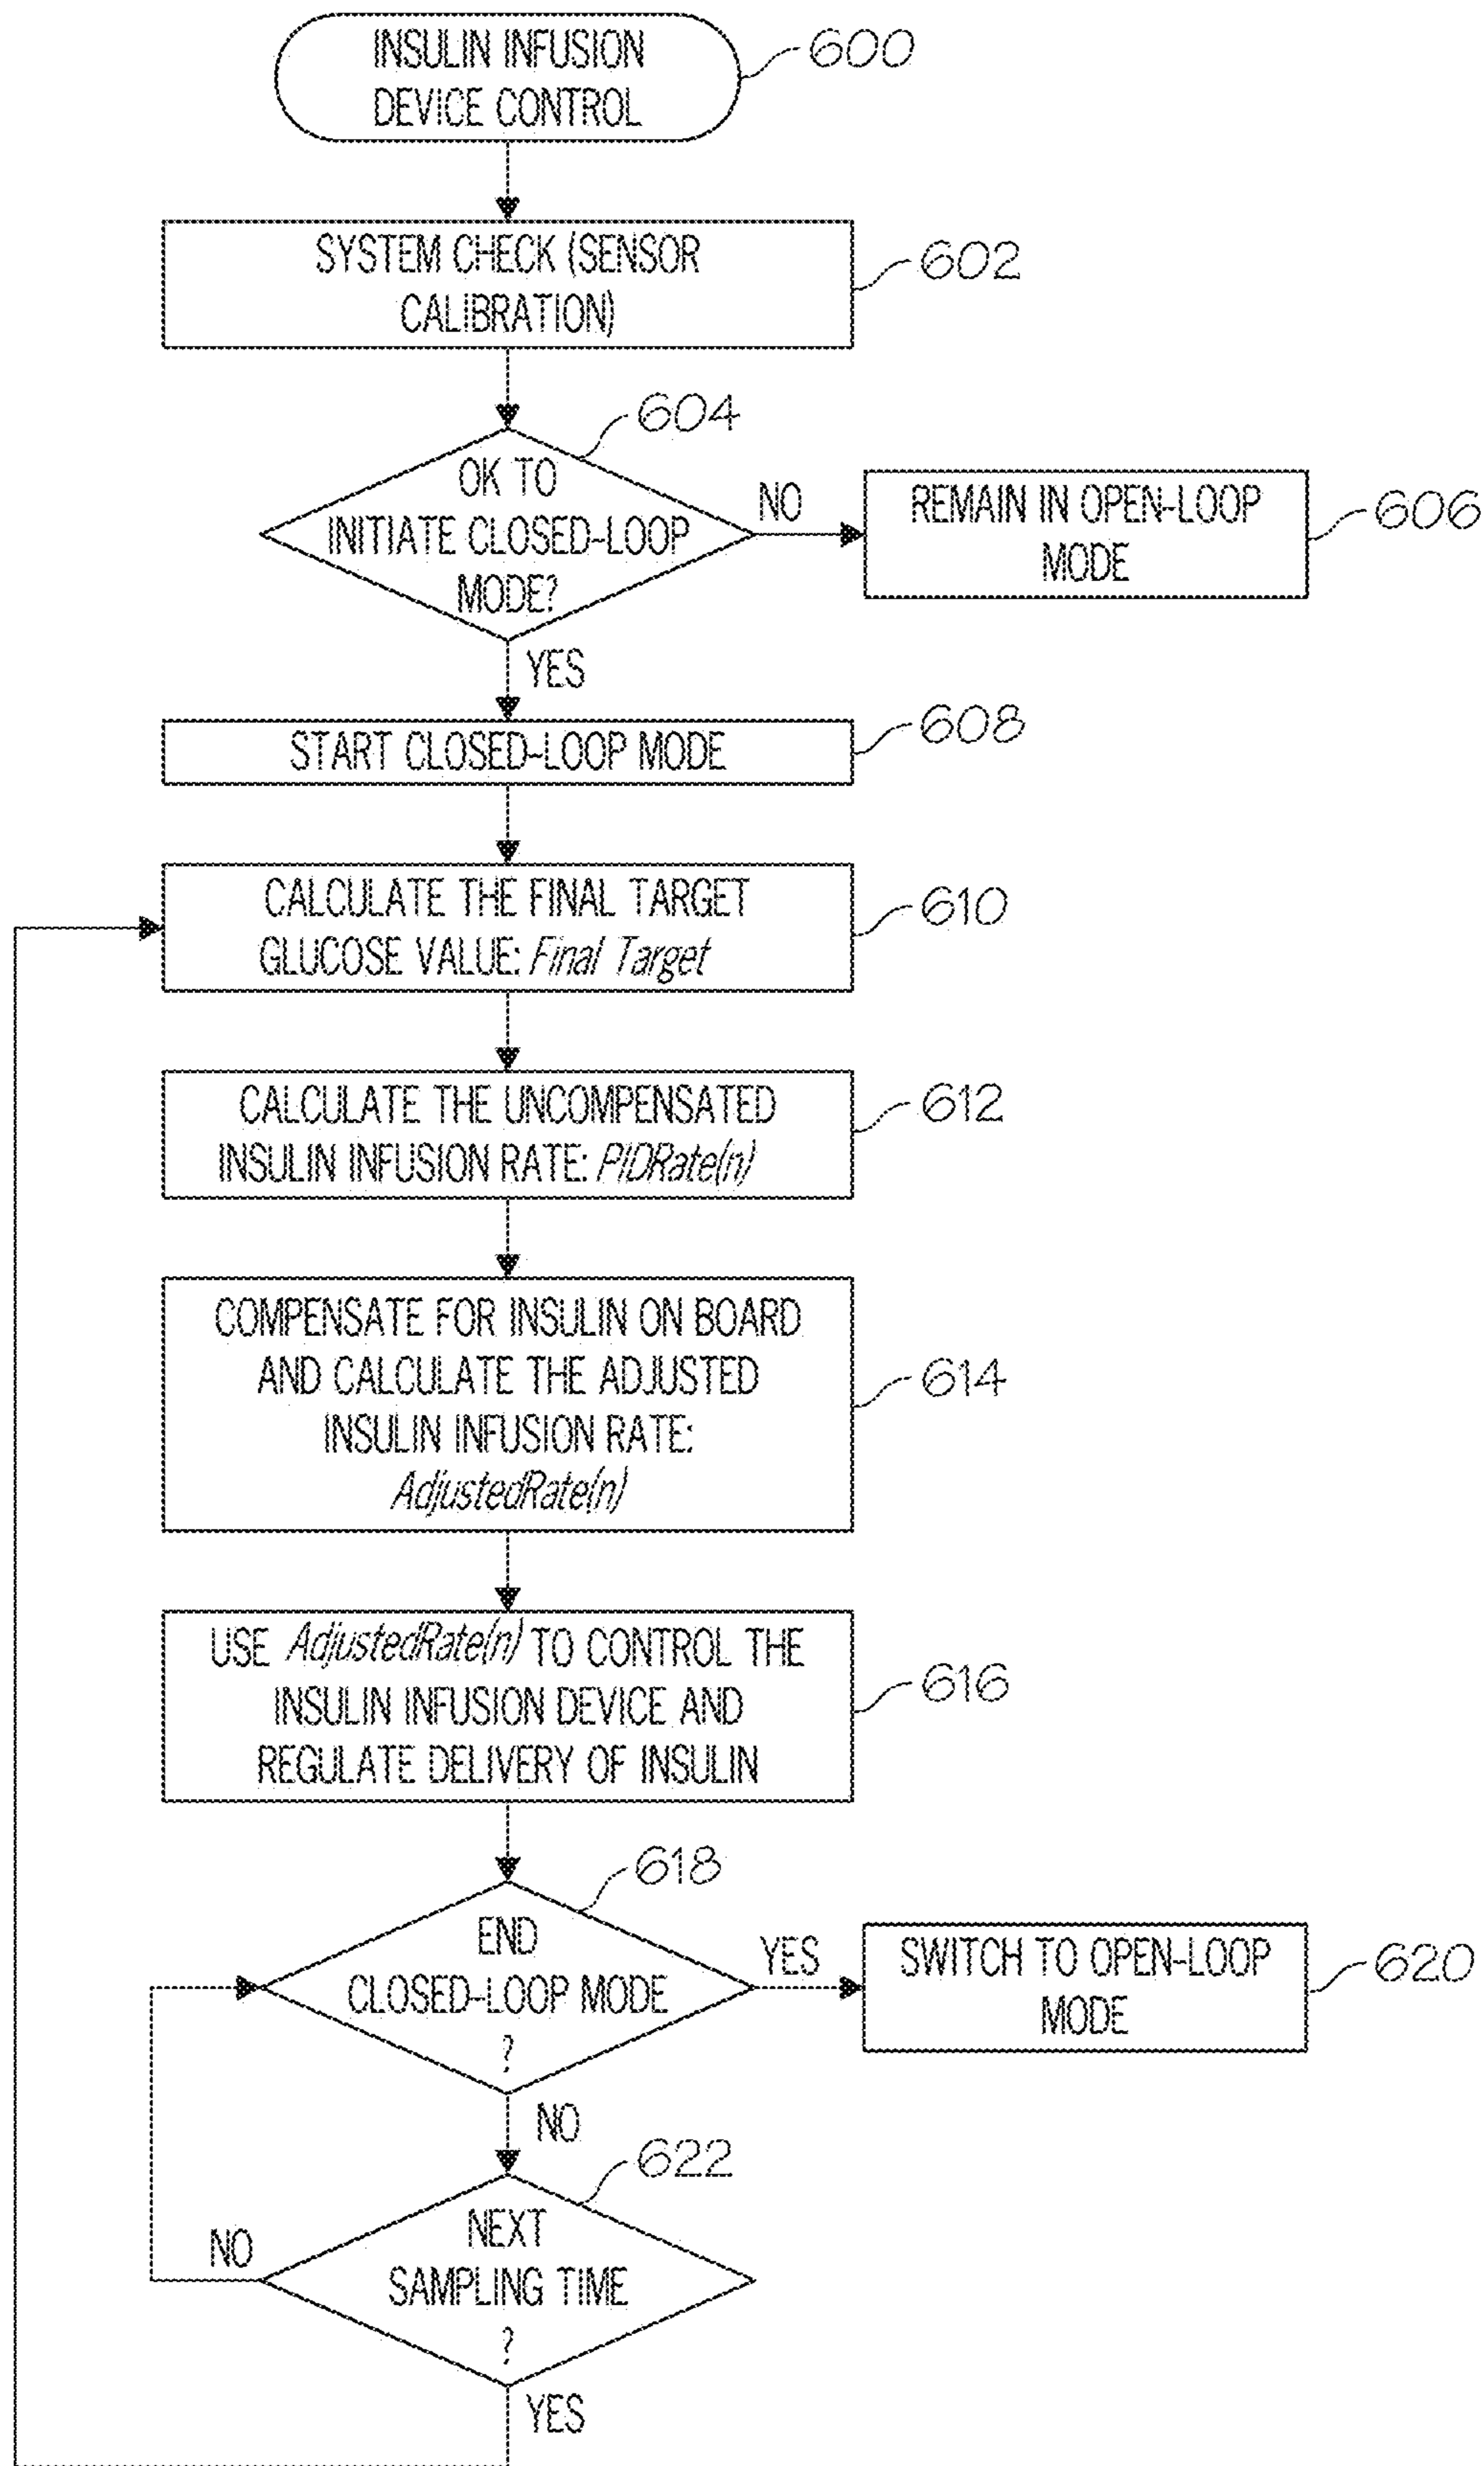 INSULIN INFUSION
DEVICE CONTROL
600
SYSTEM CHECK (SENSOR
CALIBRATION)
602
604
OK TO
INITIATE CLOSED-LOOP
MODE?
NO
REMAIN IN OPEN-LOOP
MODE
606
YES
START CLOSED-LOOP MODE
608
CALCULATE THE FINAL TARGET
GLUCOSE VALUE: Final Target
610
CALCULATE THE UNCOMPENSATED
INSULIN INFUSION RATE: PIDRate(n)
612
COMPENSATE FOR INSULIN ON BOARD
AND CALCULATE THE ADJUSTED
INSULIN INFUSION RATE:
AdjustedRate(n)
614
USE AdjustedRate(n) TO CONTROL THE
INSULIN INFUSION DEVICE AND
REGULATE DELIVERY OF INSULIN
616
618
END
CLOSED-LOOP MODE
?
YES
SWITCH TO OPEN-LOOP
MODE
620
NO
622
NEXT
SAMPLING TIME
?
NO
YES